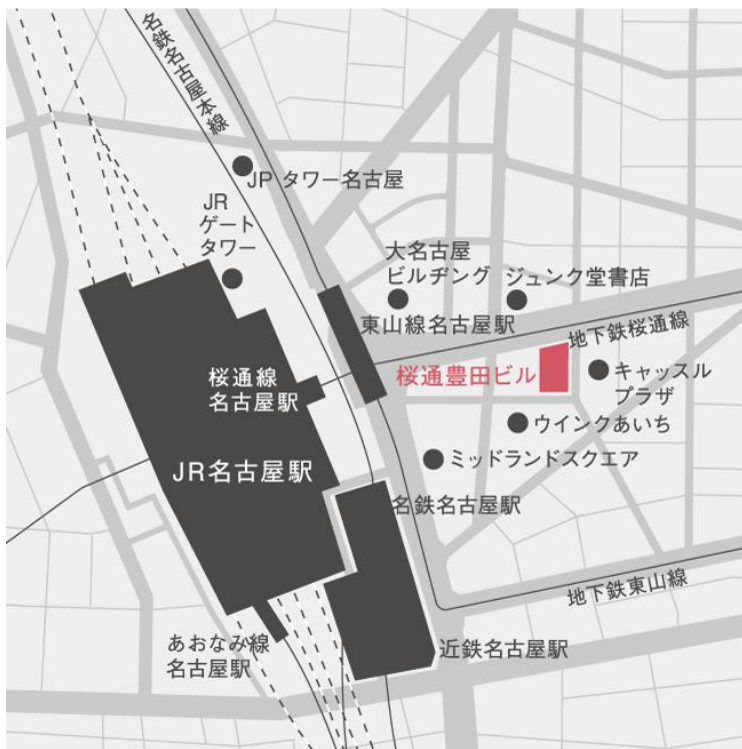 名鉄名古屋本線
JP タワー名古屋
JR
ゲート
タワー
大名古屋
ビルヂング
ジュンク堂書店
東山線名古屋駅
地下鉄桜通線
桜通線
名古屋駅
桜通豊田ビル
キャッスル
プラザ
ウインクあいち
ミッドランドスクエア
JR名古屋駅
名鉄名古屋駅
地下鉄東山線
あおなみ線
名古屋駅
近鉄名古屋駅